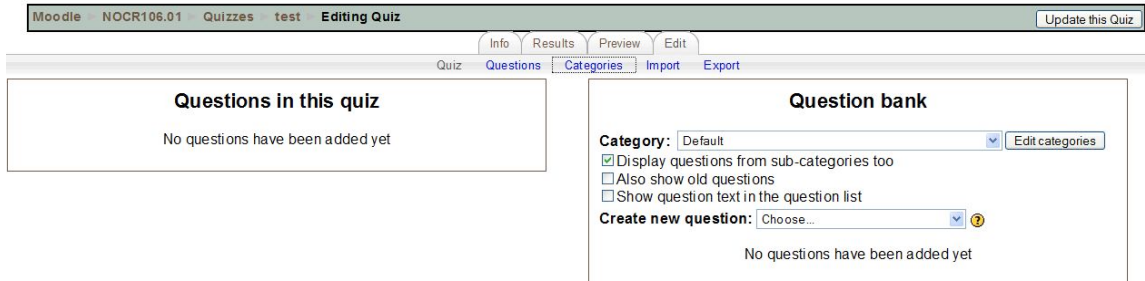 Moodle NOCR106.01 Quizzes test Editing Quiz Update this Quiz
Info Results Preview Edit
Quiz Questions Categories Import Export
Questions in this quiz
No questions have been added yet
Question bank
Category: Default Edit categories
Display questions from sub-categories too
Also show old questions
Show question text in the question list
Create new question: Choose... ?
No questions have been added yet